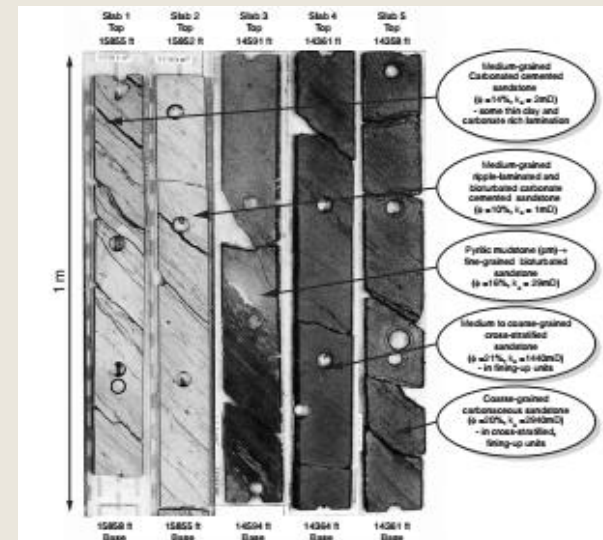 Slab 1
Top
15855 ft
Slab 2
Top
15852 ft
Slab 3
Top
14591 ft
Slab 4
Top
14361 ft
Slab 5
Top
14358 ft
Medium-grained
Carbonated cemented
sandstone
(ϕ =14%, kₐ = 2mD)
- some thin clay and
carbonate rich lamination
Medium-grained
ripple-laminated and
bioturbated carbonate
cemented sandstone
(ϕ =10%, kₐ = 1mD)
Pyritic mudstone (pm)→
fine-grained bioturbated
sandstone
(ϕ =16%, kₐ = 29mD)
Medium to coarse-grained
cross-stratified
sandstone
(ϕ =21%, kₐ = 1440mD)
- in fining-up units
Coarse-grained
carbonaceous sandstone
(ϕ =20%, kₐ = 2940mD)
- in cross-stratified,
fining-up units
1 m
15858 ft
Base
15855 ft
Base
14594 ft
Base
14364 ft
Base
14361 ft
Base